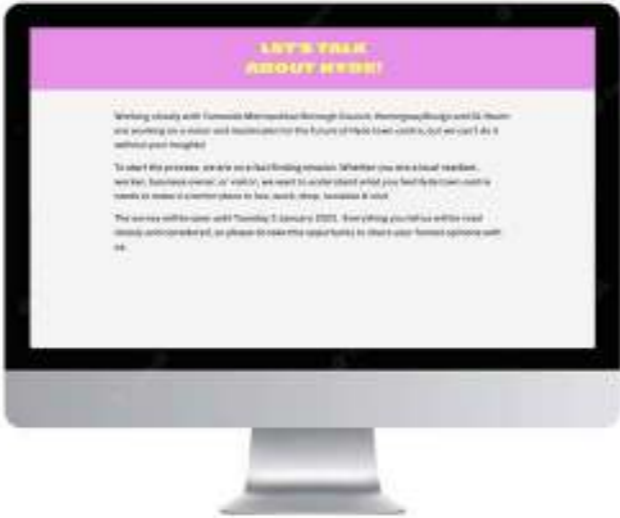 LET'S TALK
ABOUT HYDE!
Working closely with Tameside Metropolitan Borough Council, HemingwayDesign and
are working on a vision and masterplan for the future of Hyde town centre, but we can't do it
without your insights!
To start the process, we are on a fact finding mission. Whether you are a local resident,
worker, business owner, or visitor, we want to understand what you feel Hyde town centre
needs to make it a better place to live, work, shop, socialise & visit.
The survey will be open until Tuesday January Everything you tell us will be read
closely and considered, so please do take the opportunity to share your honest opinions with
us.